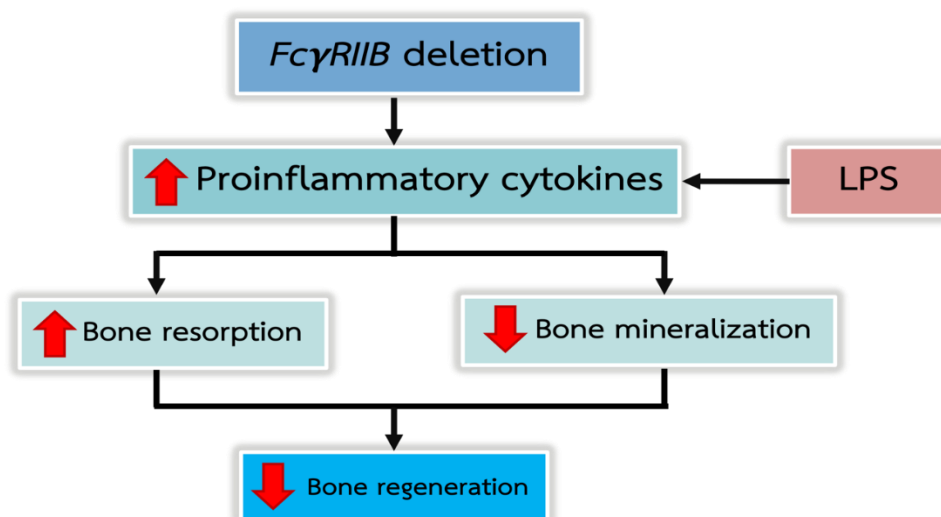 FcγRIIB deletion
Proinflammatory cytokines
LPS
Bone resorption
Bone mineralization
Bone regeneration